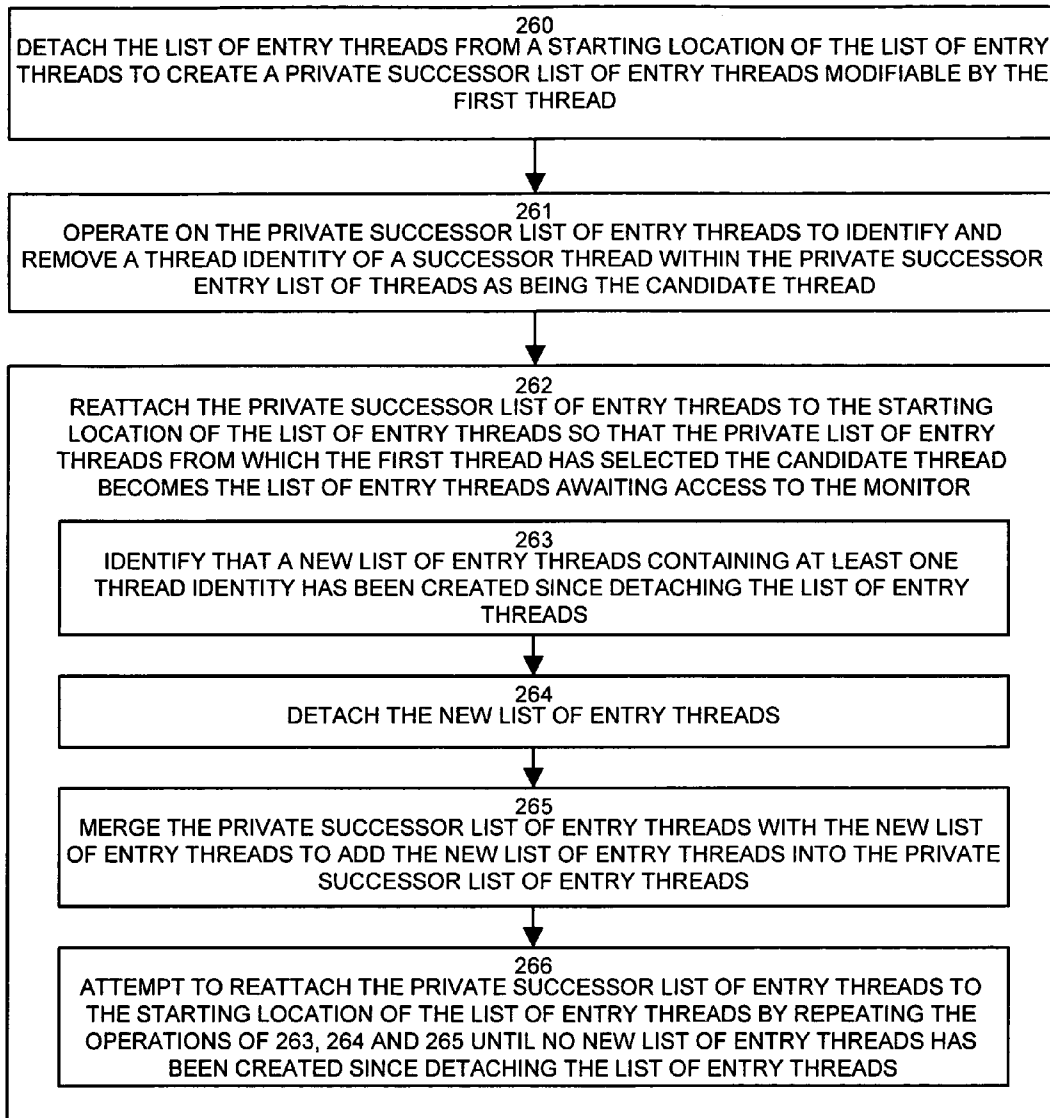 260
DETACH THE LIST OF ENTRY THREADS FROM A STARTING LOCATION OF THE LIST OF ENTRY
THREADS TO CREATE A PRIVATE SUCCESSOR LIST OF ENTRY THREADS MODIFIABLE BY THE
FIRST THREAD
261
OPERATE ON THE PRIVATE SUCCESSOR LIST OF ENTRY THREADS TO IDENTIFY AND
REMOVE A THREAD IDENTITY OF A SUCCESSOR THREAD WITHIN THE PRIVATE SUCCESSOR
ENTRY LIST OF THREADS AS BEING THE CANDIDATE THREAD
262
REATTACH THE PRIVATE SUCCESSOR LIST OF ENTRY THREADS TO THE STARTING
LOCATION OF THE LIST OF ENTRY THREADS SO THAT THE PRIVATE LIST OF ENTRY
THREADS FROM WHICH THE FIRST THREAD HAS SELECTED THE CANDIDATE THREAD
BECOMES THE LIST OF ENTRY THREADS AWAITING ACCESS TO THE MONITOR
263
IDENTIFY THAT A NEW LIST OF ENTRY THREADS CONTAINING AT LEAST ONE
THREAD IDENTITY HAS BEEN CREATED SINCE DETACHING THE LIST OF ENTRY
THREADS
264
DETACH THE NEW LIST OF ENTRY THREADS
265
MERGE THE PRIVATE SUCCESSOR LIST OF ENTRY THREADS WITH THE NEW LIST
OF ENTRY THREADS TO ADD THE NEW LIST OF ENTRY THREADS INTO THE PRIVATE
SUCCESSOR LIST OF ENTRY THREADS
266
ATTEMPT TO REATTACH THE PRIVATE SUCCESSOR LIST OF ENTRY THREADS TO
THE STARTING LOCATION OF THE LIST OF ENTRY THREADS BY REPEATING THE
OPERATIONS OF 263, 264 AND 265 UNTIL NO NEW LIST OF ENTRY THREADS HAS
BEEN CREATED SINCE DETACHING THE LIST OF ENTRY THREADS